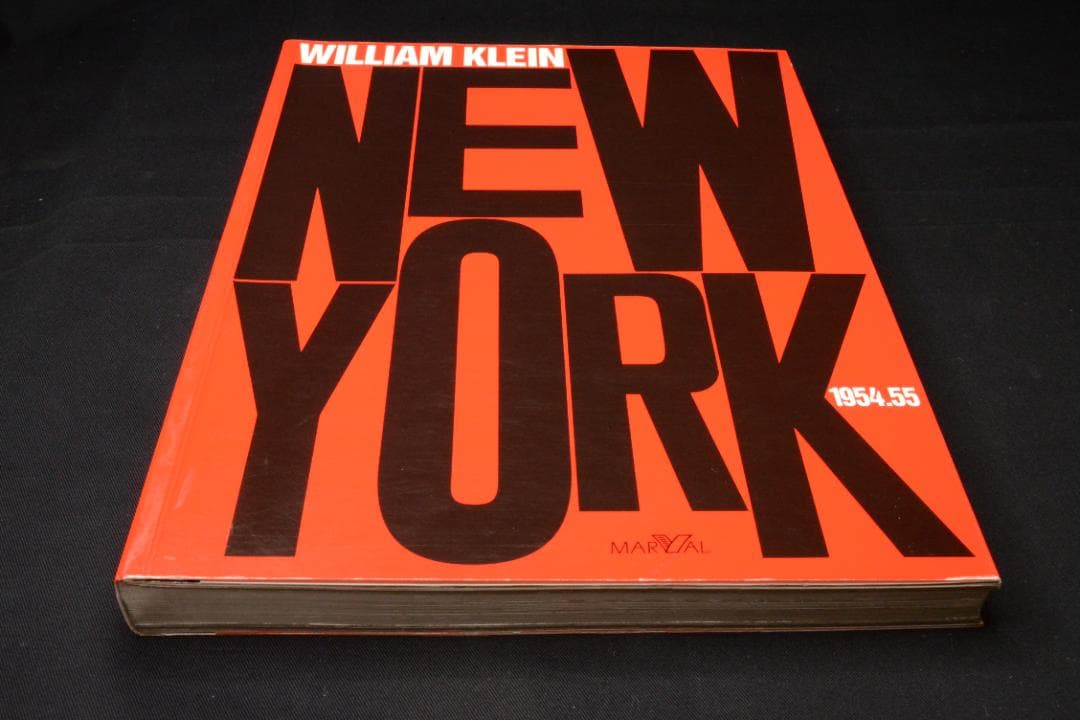 WILLIAM KLEIN
NEW
YORK
1954.55
MARVAL